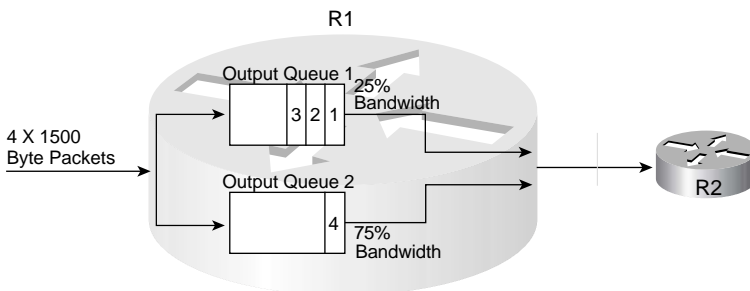 R1
Output Queue 1
25%
Bandwidth
3 2 1
4 X 1500
Byte Packets
Output Queue 2
4
75%
Bandwidth
R2